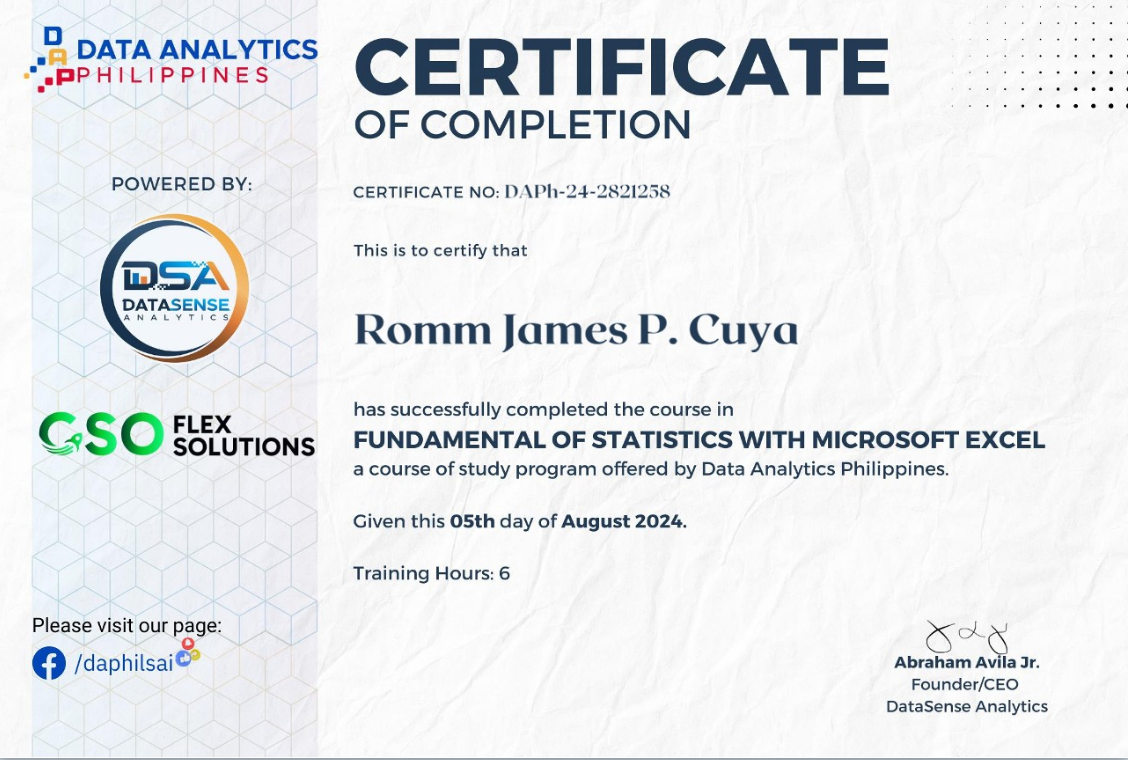 DAP DATA ANALYTICS
PHILIPPINES
POWERED BY:
DSA
DATASENSE
ANALYTICS
GSO FLEX
SOLUTIONS
Please visit our page:
/daphilsai
CERTIFICATE
OF COMPLETION
CERTIFICATE NO: DAPh-24-2821258
This is to certify that
Romm James P. Cuya
has successfully completed the course in
FUNDAMENTAL OF STATISTICS WITH MICROSOFT EXCEL
a course of study program offered by Data Analytics Philippines.
Given this 05th day of August 2024.
Training Hours: 6
Abraham Avila Jr.
Founder/CEO
DataSense Analytics